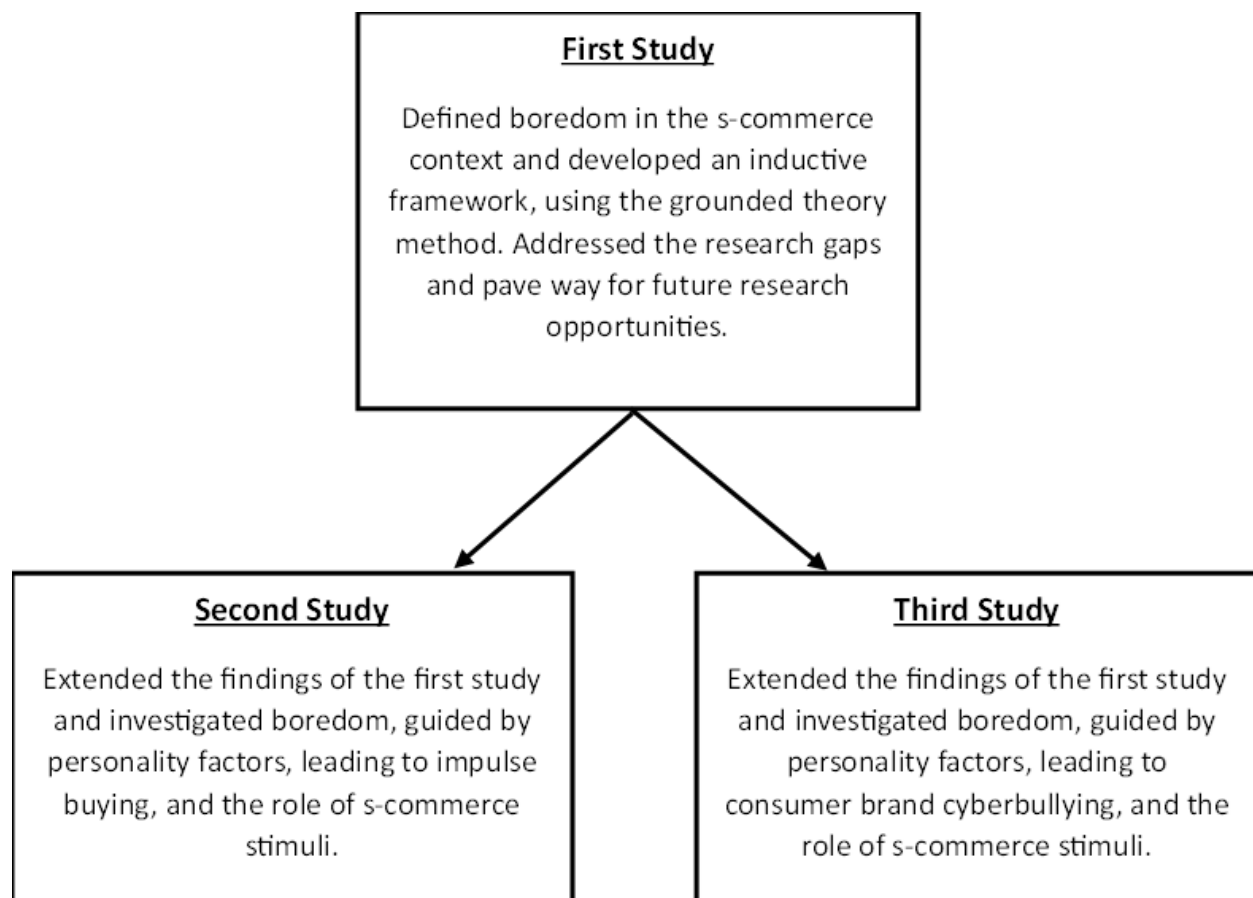 First Study
Defined boredom in the s-commerce
context and developed an inductive
framework, using the grounded theory
method. Addressed the research gaps
and pave way for future research
opportunities.
Second Study
Extended the findings of the first study
and investigated boredom, guided by
personality factors, leading to impulse
buying, and the role of s-commerce
stimuli.
Third Study
Extended the findings of the first study
and investigated boredom, guided by
personality factors, leading to
consumer brand cyberbullying, and the
role of s-commerce stimuli.